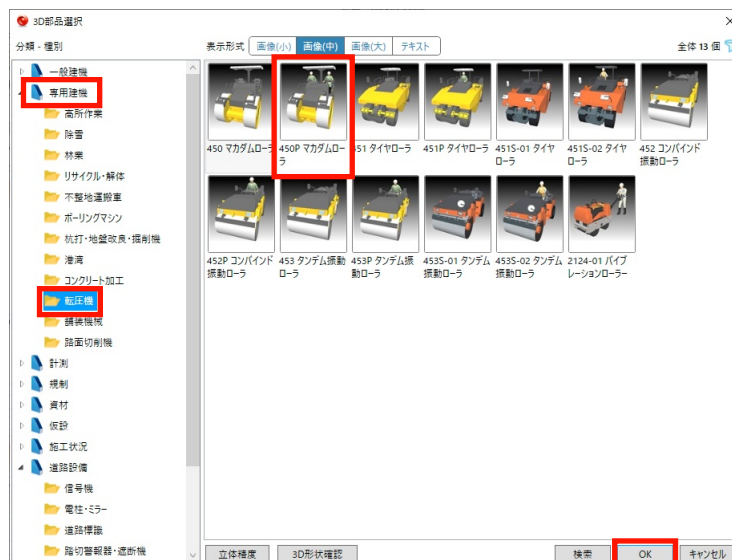 3D部品選択
分類 - 種別
表示形式 画像(小) 画像(中) 画像(大) テキスト
全体 13 個
一般建機
専用建機
高所作業
除雪
林業
リサイクル・解体
不整地運搬車
ボーリングマシン
杭打・地盤改良・掘削機
港湾
コンクリート加工
転圧機
舗装機械
路面切削機
計測
規制
資材
仮設
施工状況
道路設備
信号機
電柱・ミラー
道路標識
踏切警報器・遮断機
450 マカダムローラ
450P マカダムロー
ラ
451 タイヤローラ
451P タイヤローラ
451S-01 タイヤ
ローラ
451S-02 タイヤ
ローラ
452 コンバインド
振動ローラ
452P コンバインド
振動ローラ
453 タンデム振動
ローラ
453P タンデム振
動ローラ
453S-01 タンデム
振動ローラ
453S-02 タンデム
振動ローラ
2124-01 バイブ
レーションローラー
立体精度
3D形状確認
検索
OK
キャンセル